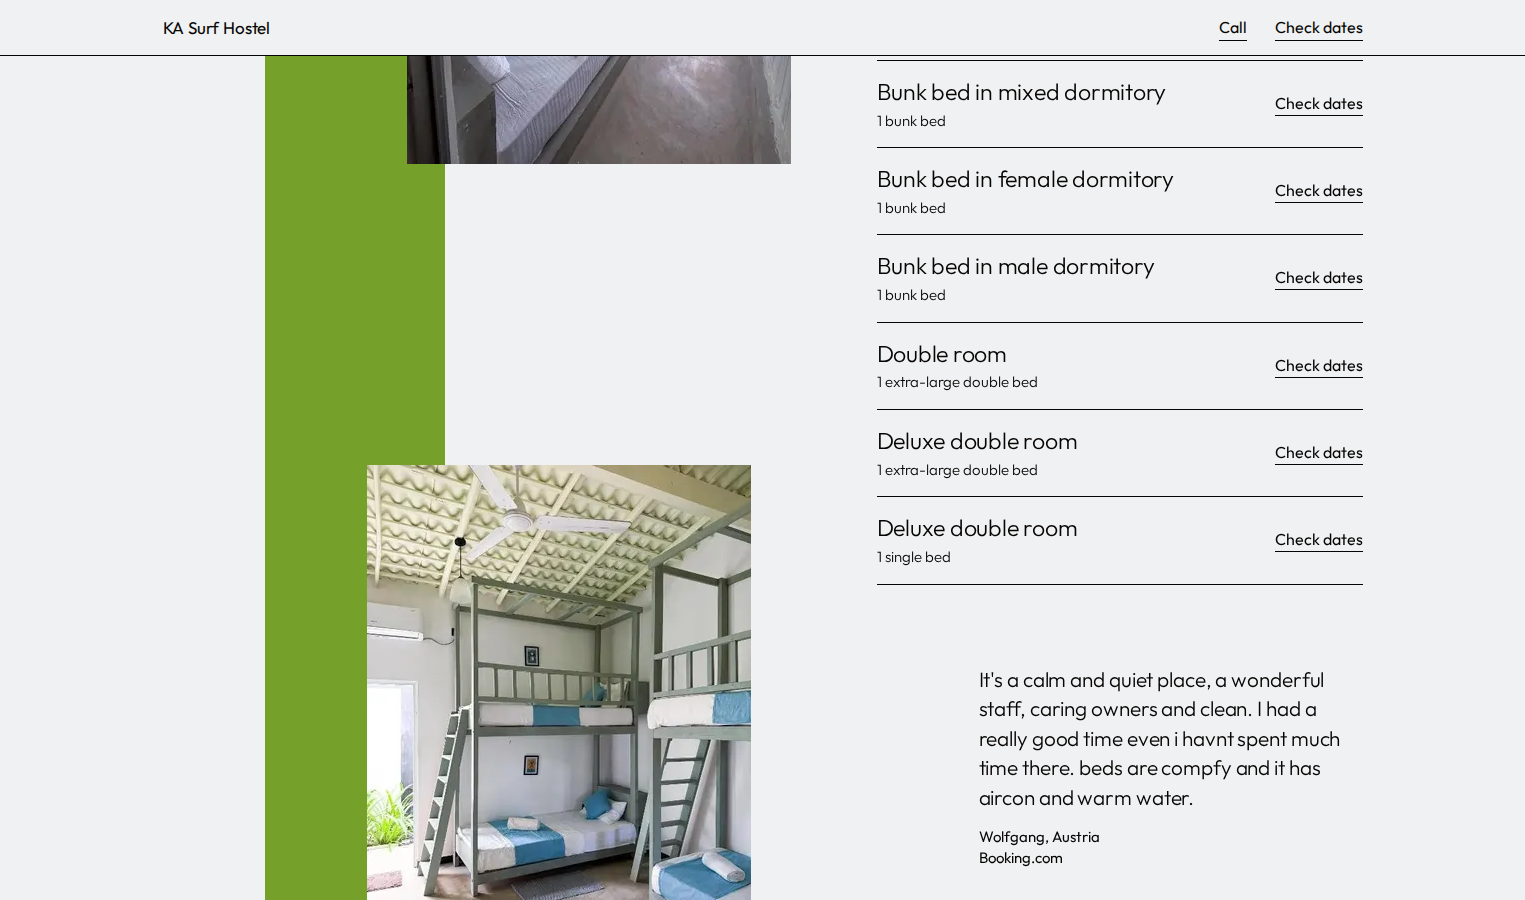 KA Surf Hostel
Call
Check dates
Bunk bed in mixed dormitory
1 bunk bed
Check dates
Bunk bed in female dormitory
1 bunk bed
Check dates
Bunk bed in male dormitory
1 bunk bed
Check dates
Double room
1 extra-large double bed
Check dates
Deluxe double room
1 extra-large double bed
Check dates
Deluxe double room
1 single bed
Check dates
It's a calm and quiet place, a wonderful
staff, caring owners and clean. I had a
really good time even i havnt spent much
time there. beds are compfy and it has
aircon and warm water.
Wolfgang, Austria
Booking.com